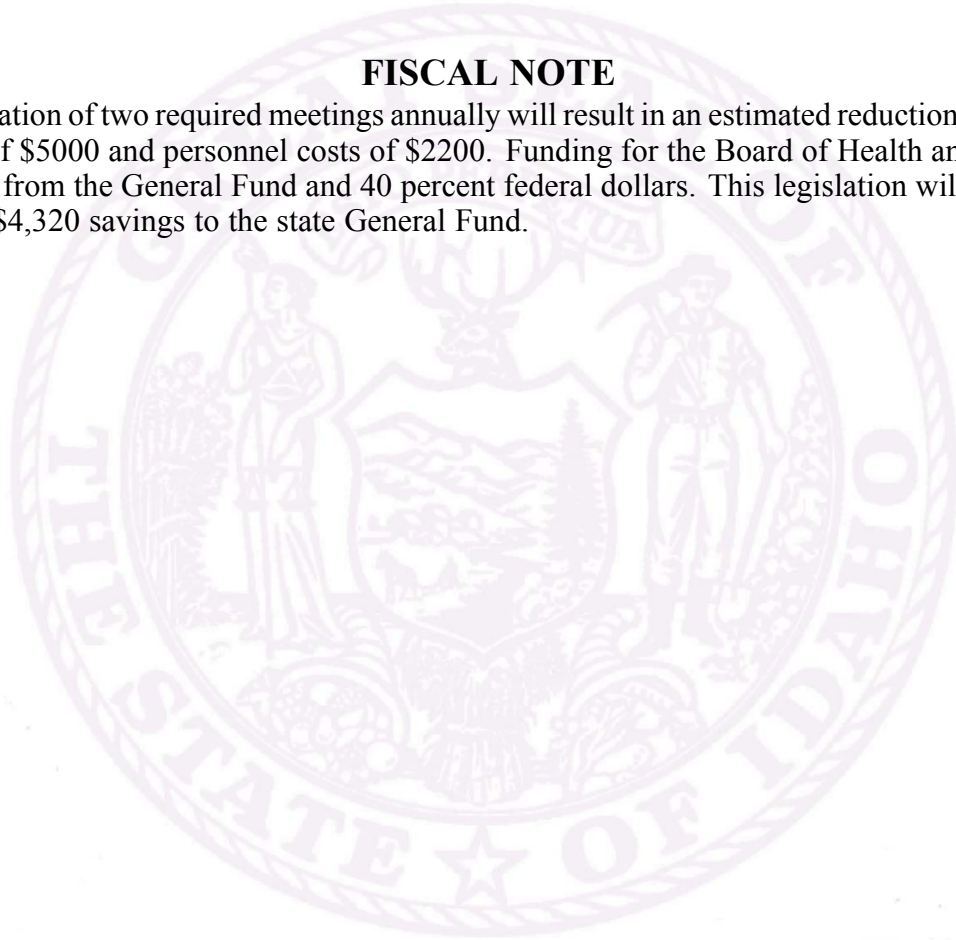 FISCAL NOTE
ation of two required meetings annually will result in an estimated reduction
f $5000 and personnel costs of $2200. Funding for the Board of Health an
from the General Fund and 40 percent federal dollars. This legislation wil
$4,320 savings to the state General Fund.
THE STATE OF IDAHO